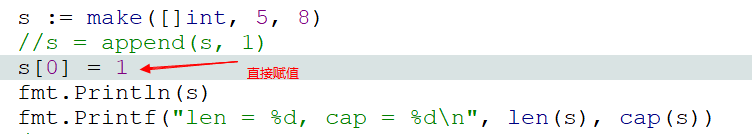 s := make([]int, 5, 8)
//s = append(s, 1)
s[0] = 1 直接赋值
fmt.Println(s)
fmt.Printf("len = %d, cap = %d\n", len(s), cap(s))